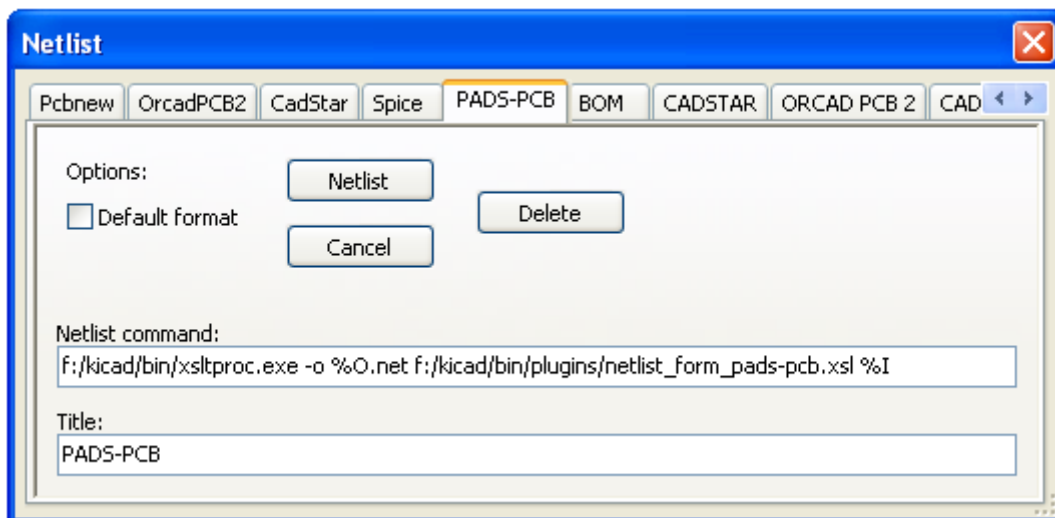 Netlist
Pcbnew OrcadPCB2 CadStar Spice PADS-PCB BOM CADSTAR ORCAD PCB 2 CAD
Options:
Netlist
Default format
Delete
Cancel
Netlist command:
f:/kicad/bin/xsltproc.exe -o %O.net f:/kicad/bin/plugins/netlist_form_pads-pcb.xsl %I
Title:
PADS-PCB